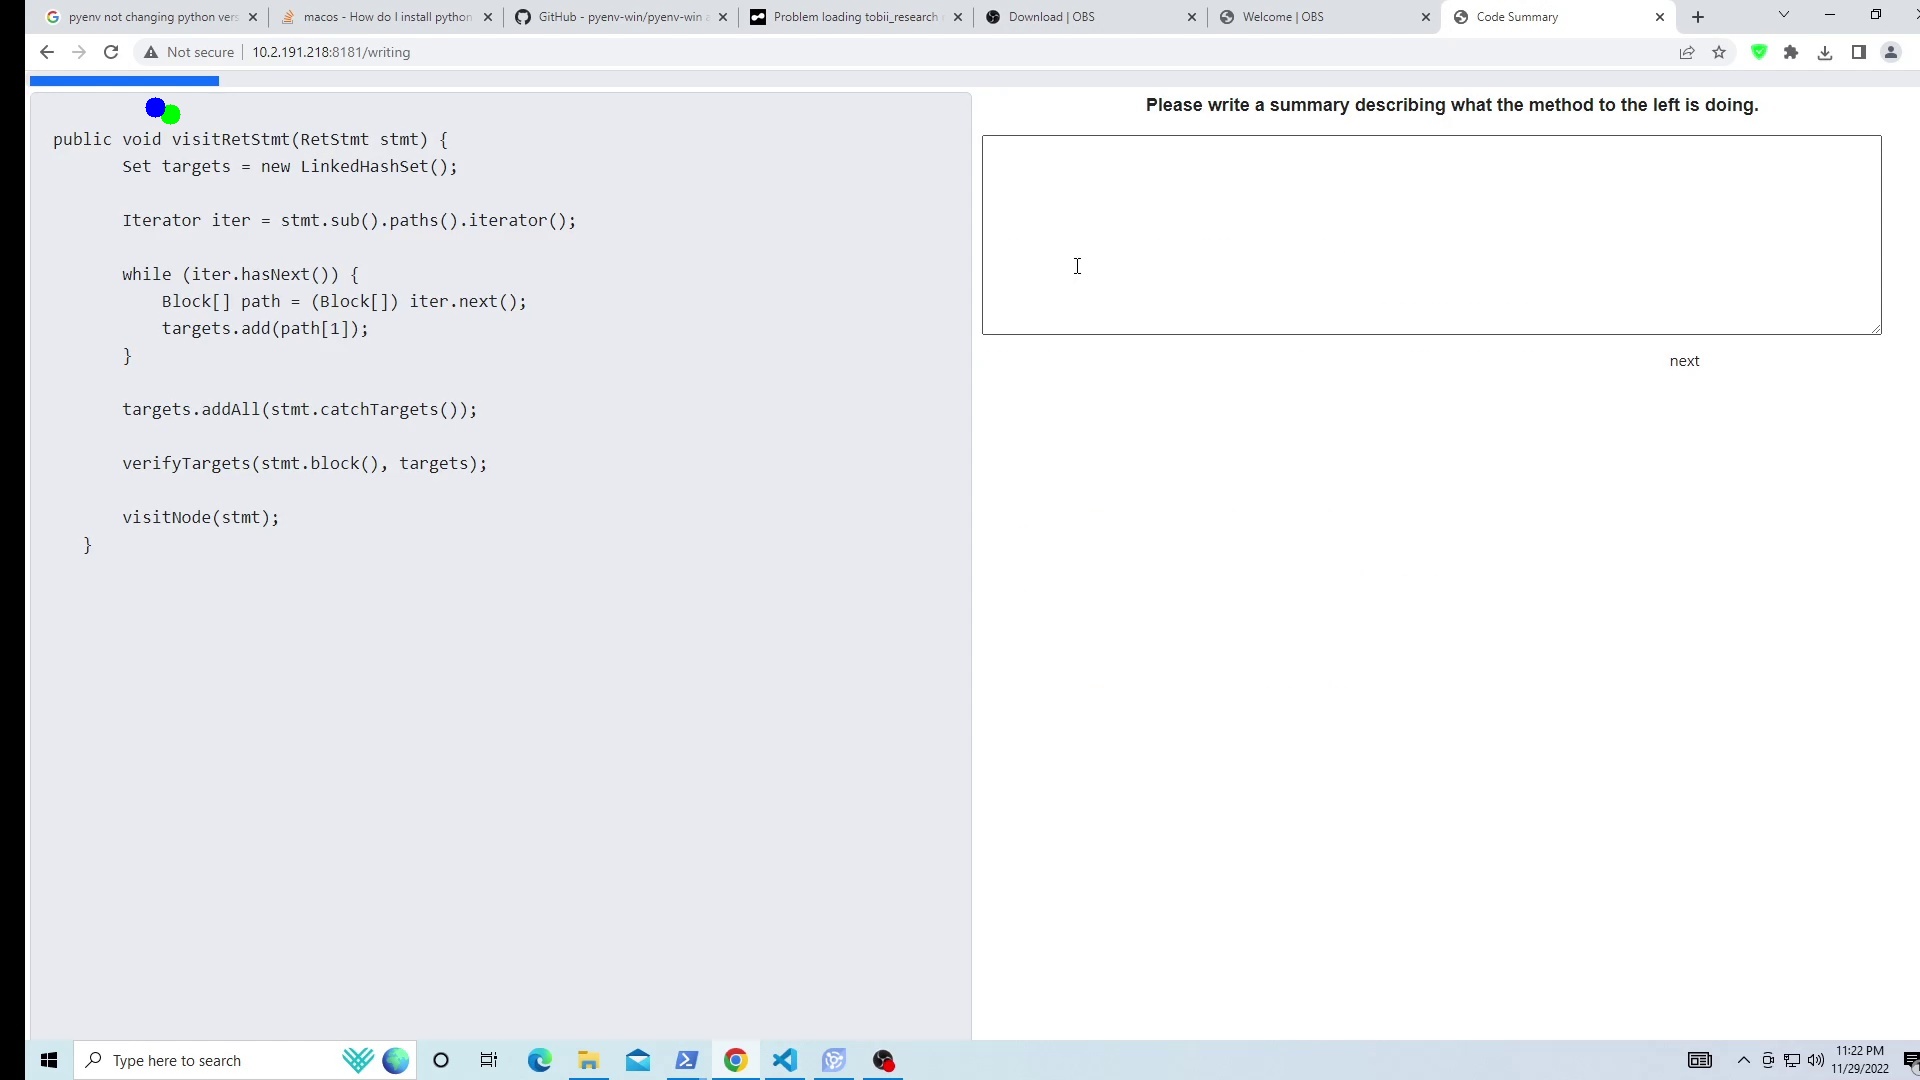 pyenv not changing python vers
macos - How do I install python
GitHub - pyenv-win/pyenv-win
Problem loading tobii_research
Download | OBS
Welcome | OBS
Code Summary
Not secure
10.2.191.218:8181/writing
Please write a summary describing what the method to the left is doing.
public void visitRetStmt(RetStmt stmt) {
Set targets = new LinkedHashSet();
Iterator iter = stmt.sub().paths().iterator();
while (iter.hasNext()) {
Block[] path = (Block[]) iter.next();
targets.add(path[1]);
}
targets.addAll(stmt.catchTargets());
verifyTargets(stmt.block(), targets);
visitNode(stmt);
}
next
Type here to search
11:22 PM
11/29/2022